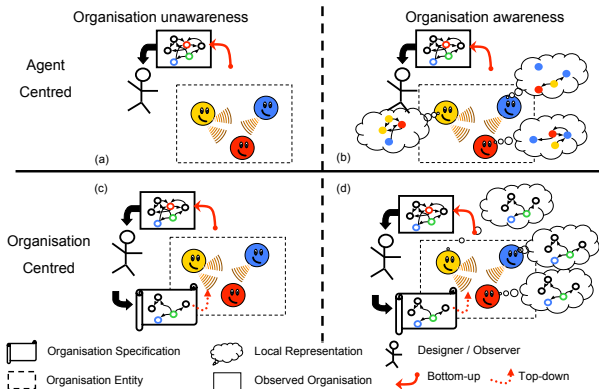 Organisation unawareness
Organisation awareness
Agent
Centred
(a)
(b)
(c)
(d)
Organisation
Centred
Organisation Specification
Local Representation
Designer / Observer
Organisation Entity
Observed Organisation
Bottom-up
Top-down